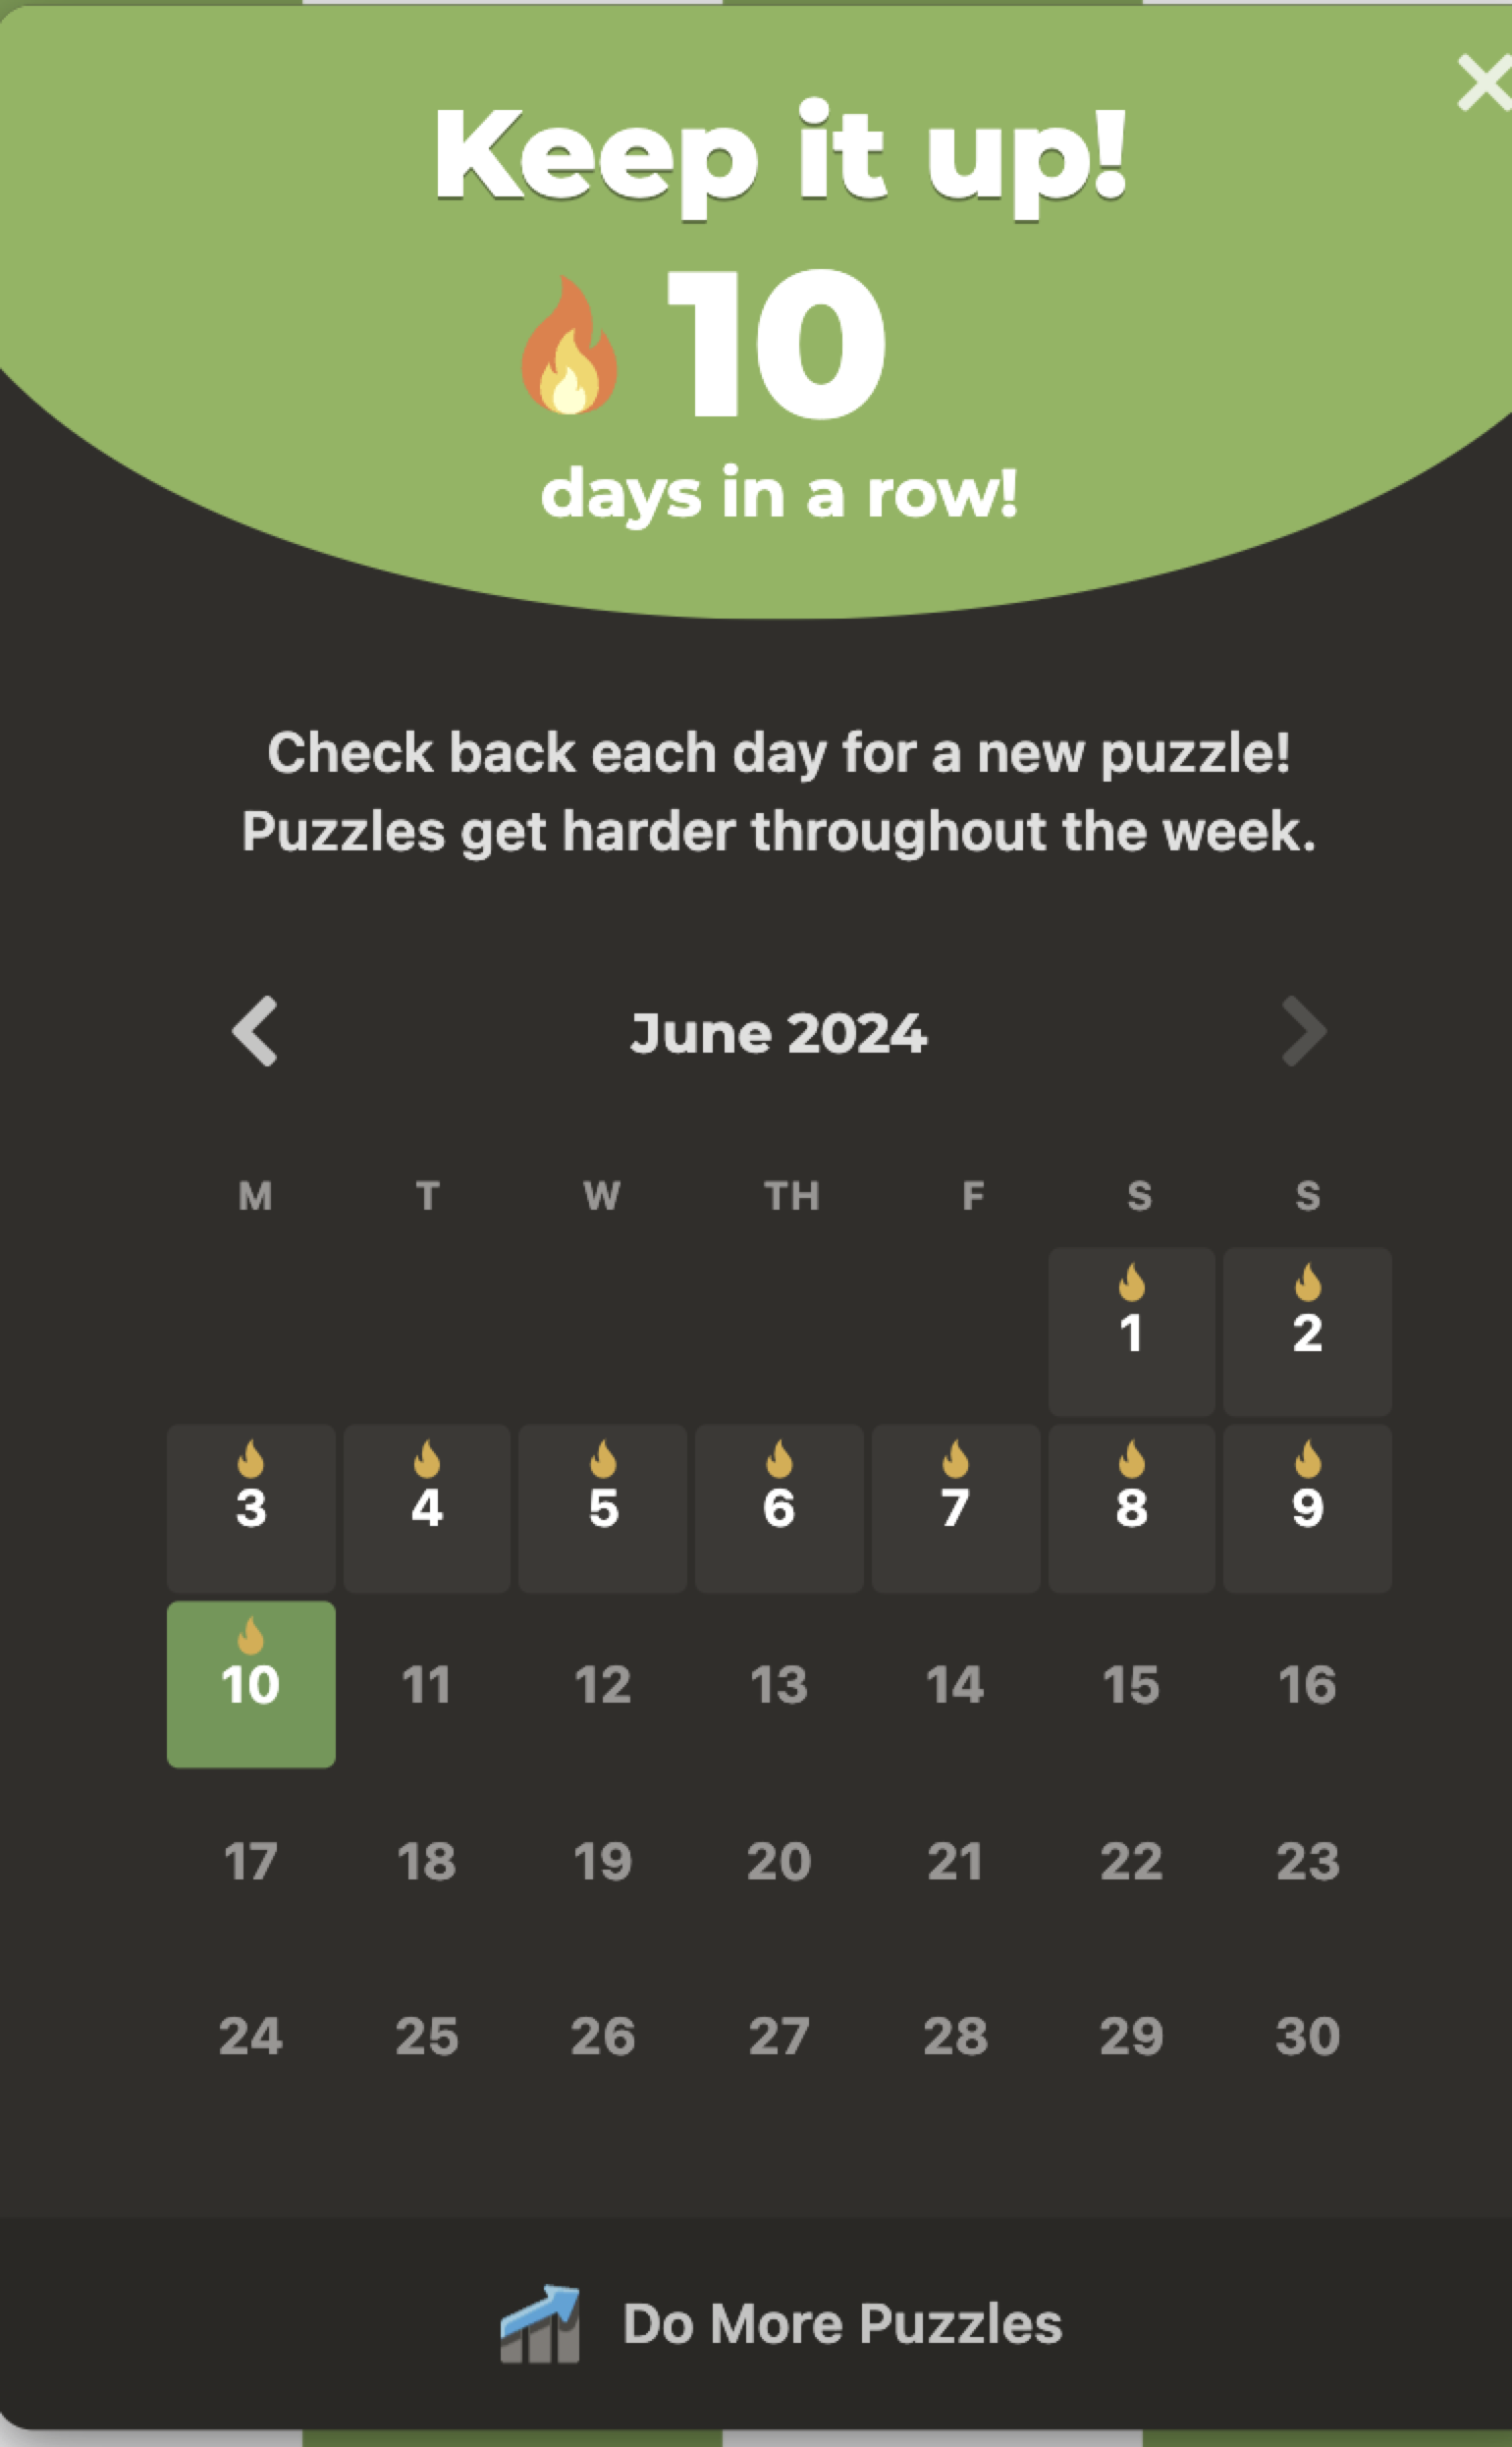 Keep it up!
10
days in a row!
Check back each day for a new puzzle!
Puzzles get harder throughout the week.
June 2024
M T W TH F S S
1 2
3 4 5 6 7 8 9
10 11 12 13 14 15 16
17 18 19 20 21 22 23
24 25 26 27 28 29 30
Do More Puzzles